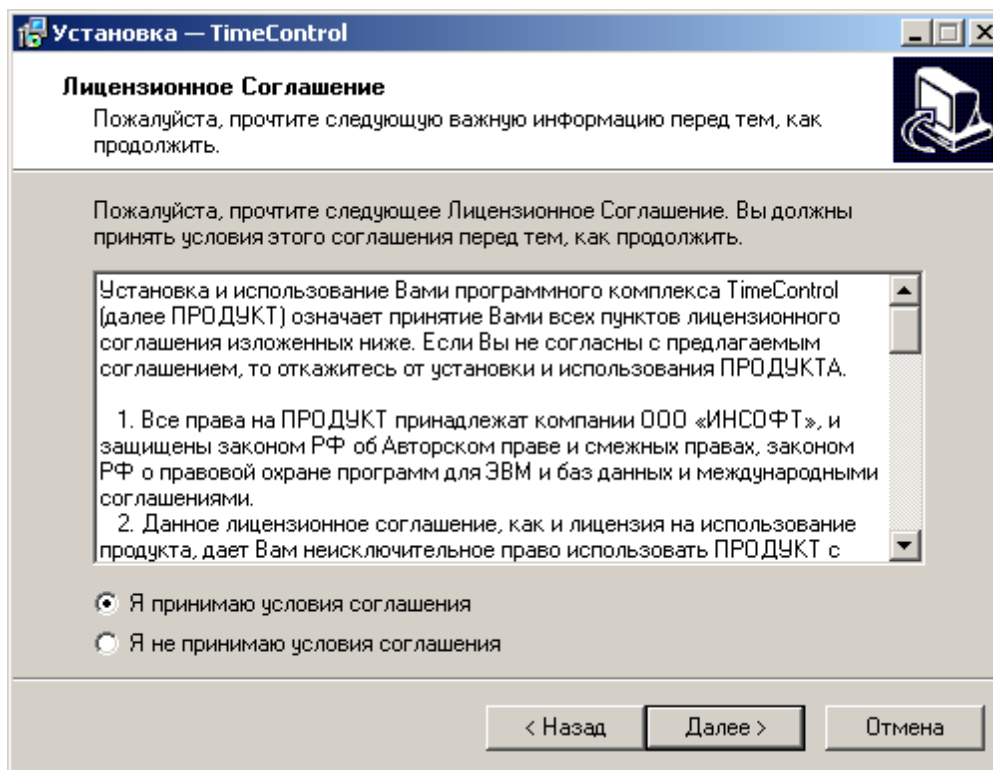 Установка — TimeControl
Лицензионное Соглашение
Пожалуйста, прочтите следующую важную информацию перед тем, как
продолжить.
Пожалуйста, прочтите следующее Лицензионное Соглашение. Вы должны
принять условия этого соглашения перед тем, как продолжить.
Установка и использование Вами программного комплекса TimeControl
(далее ПРОДУКТ) означает принятие Вами всех пунктов лицензионного
соглашения изложенных ниже. Если Вы не согласны с предлагаемым
соглашением, то откажитесь от установки и использования ПРОДУКТА.
1. Все права на ПРОДУКТ принадлежат компании ООО «ИНСОФТ», и
защищены законом РФ об Авторском праве и смежных правах, законом
РФ о правовой охране программ для ЭВМ и баз данных и международными
соглашениями.
2. Данное лицензионное соглашение, как и лицензия на использование
продукта, дает Вам неисключительное право использовать ПРОДУКТ с
Я принимаю условия соглашения
Я не принимаю условия соглашения
< Назад
Далее >
Отмена